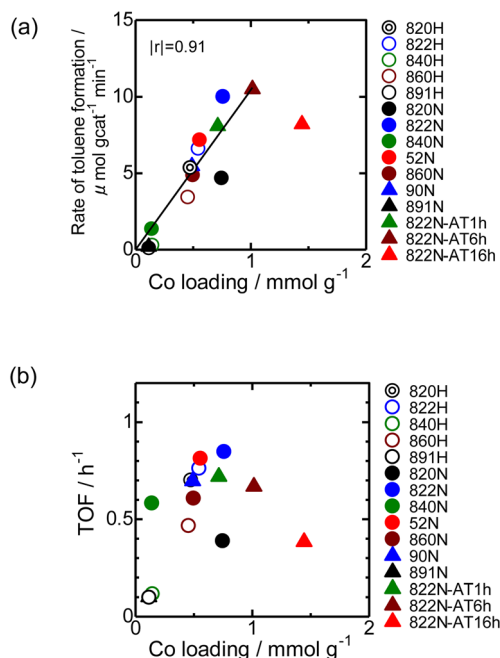 (a)
|r|=0.91
Rate of toluene formation /
μ mol gcat⁻¹ min⁻¹
15
10
5
0
0
1
2
Co loading / mmol g⁻¹
820H
822H
840H
860H
891H
820N
822N
840N
52N
860N
90N
891N
822N-AT1h
822N-AT6h
822N-AT16h
(b)
TOF / h⁻¹
1
0.5
0
0
1
2
Co loading / mmol g⁻¹
820H
822H
840H
860H
891H
820N
822N
840N
52N
860N
90N
891N
822N-AT1h
822N-AT6h
822N-AT16h